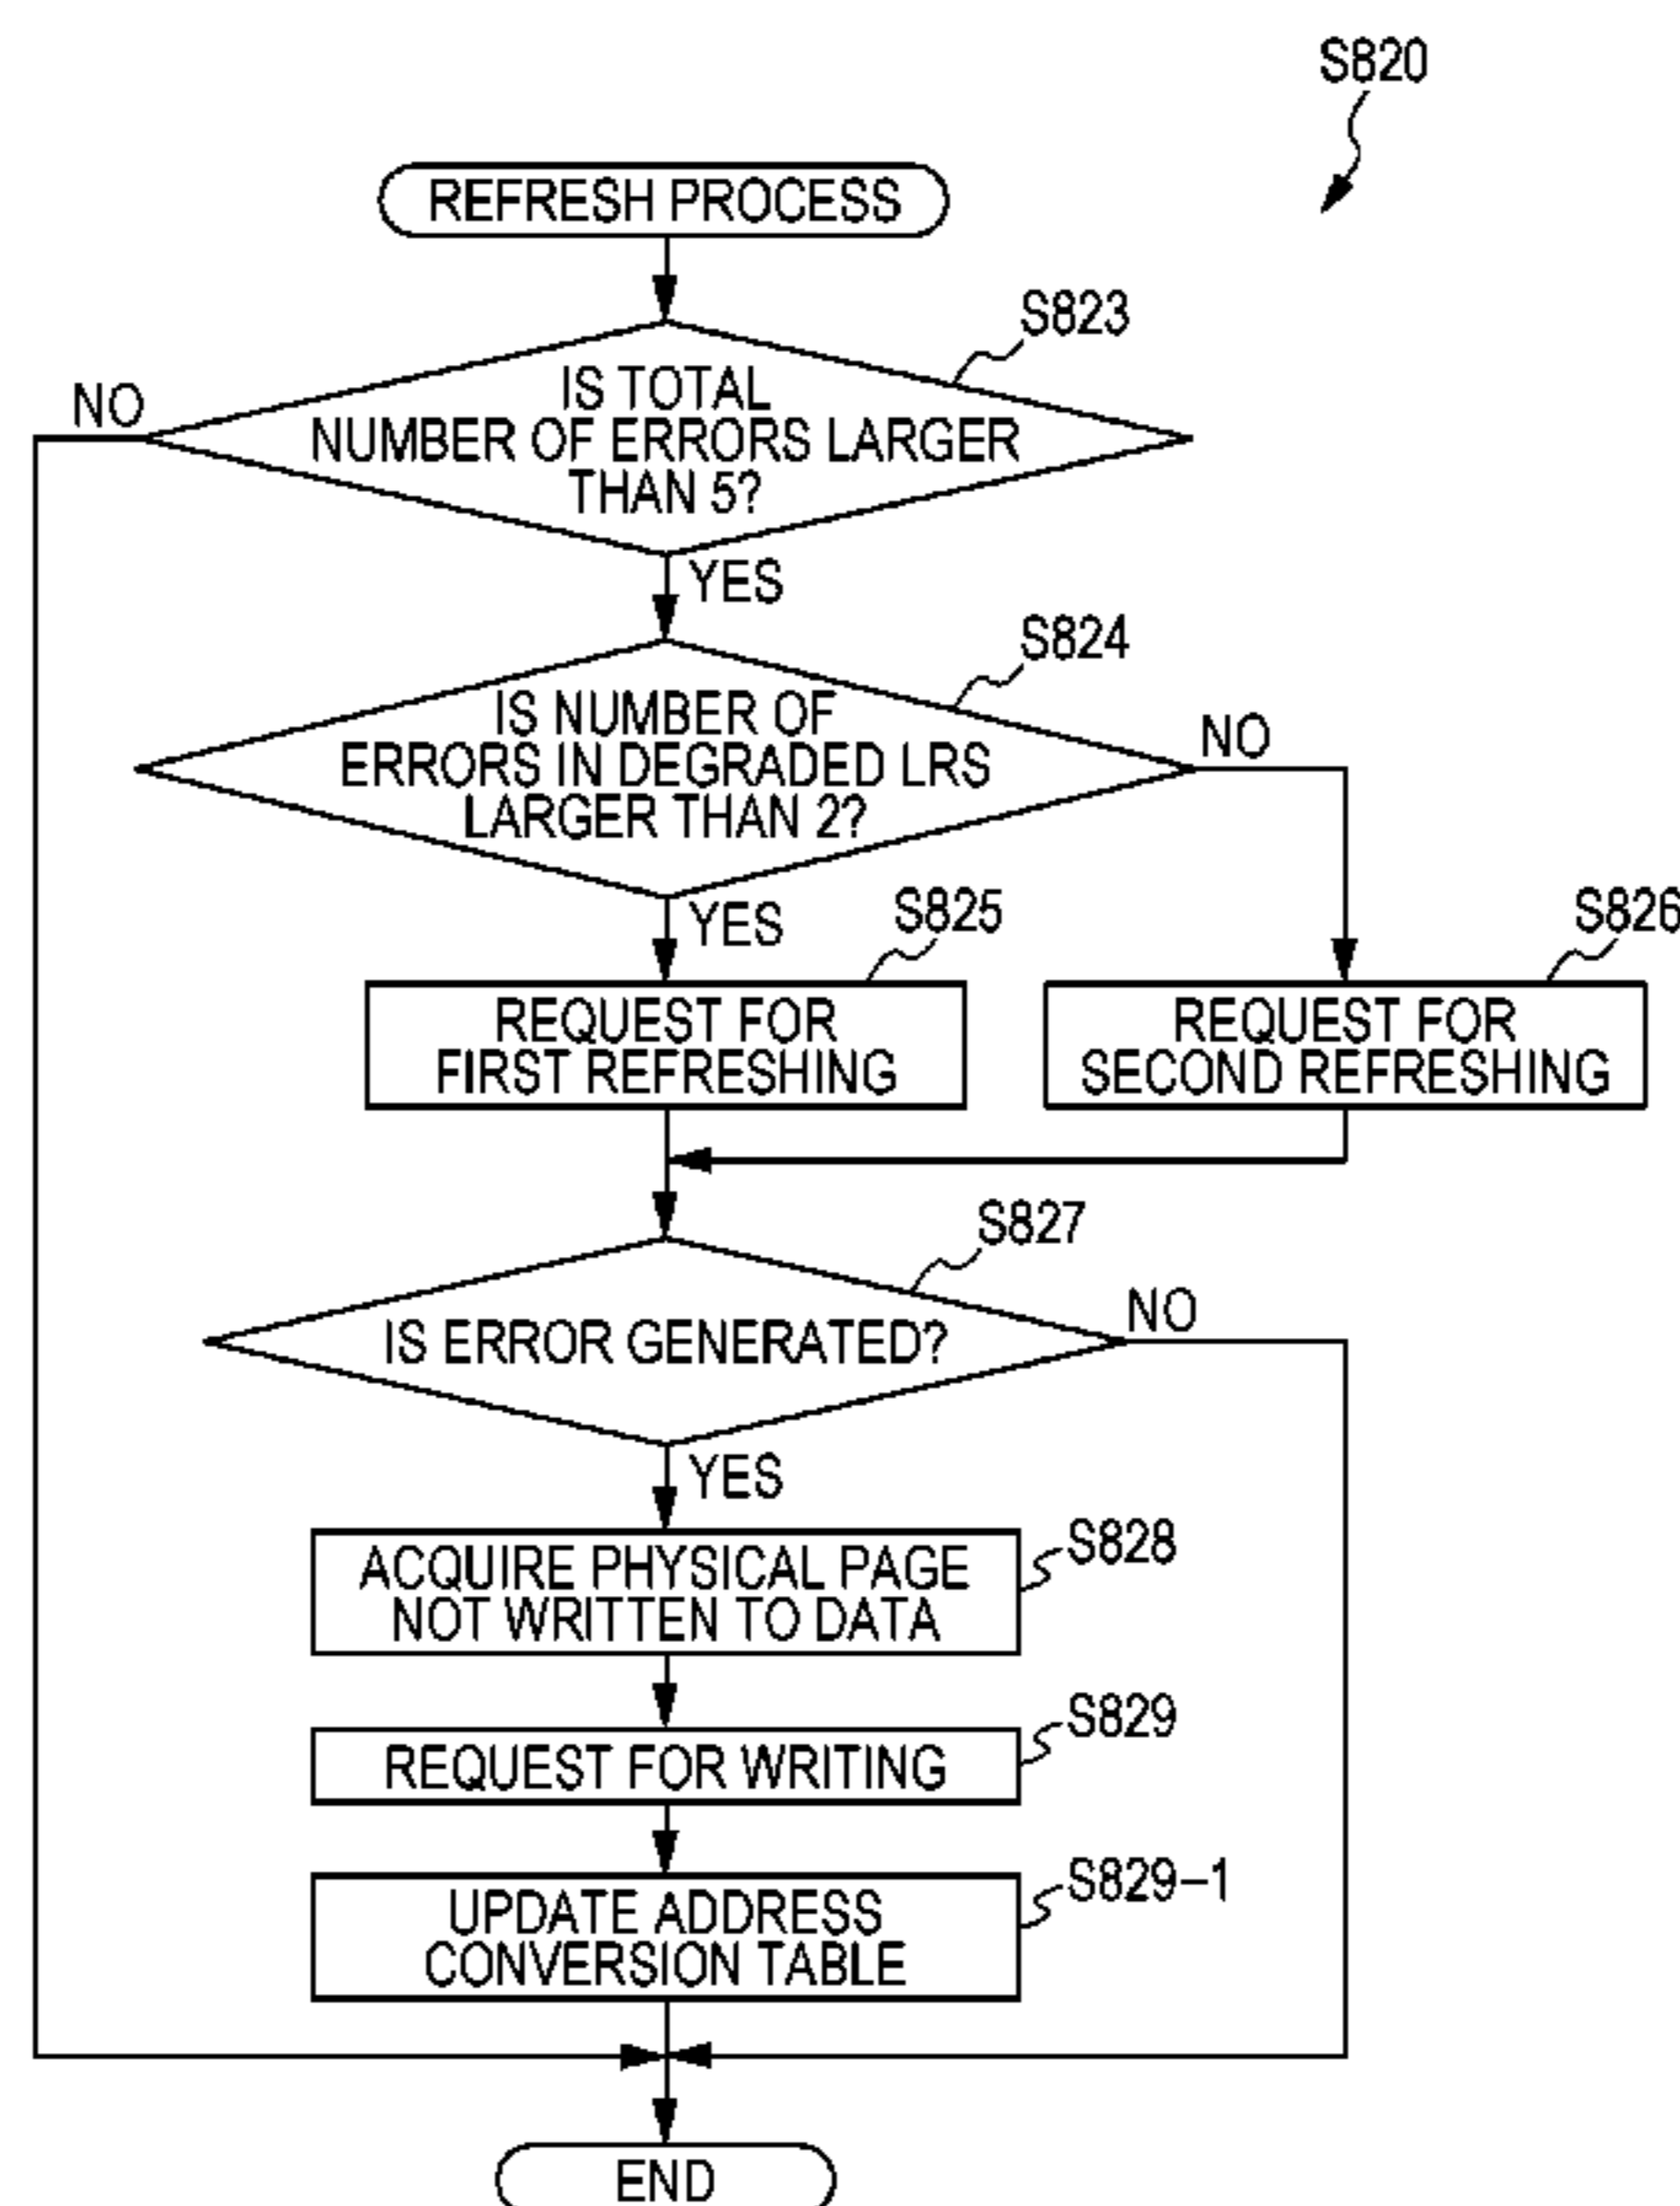 S820
REFRESH PROCESS
S823
IS TOTAL
NUMBER OF ERRORS LARGER
THAN 5?
NO
YES
S824
IS NUMBER OF
ERRORS IN DEGRADED LRS
LARGER THAN 2?
NO
YES
S825
REQUEST FOR
FIRST REFRESHING
S826
REQUEST FOR
SECOND REFRESHING
S827
IS ERROR GENERATED?
NO
YES
S828
ACQUIRE PHYSICAL PAGE
NOT WRITTEN TO DATA
S829
REQUEST FOR WRITING
S829-1
UPDATE ADDRESS
CONVERSION TABLE
END